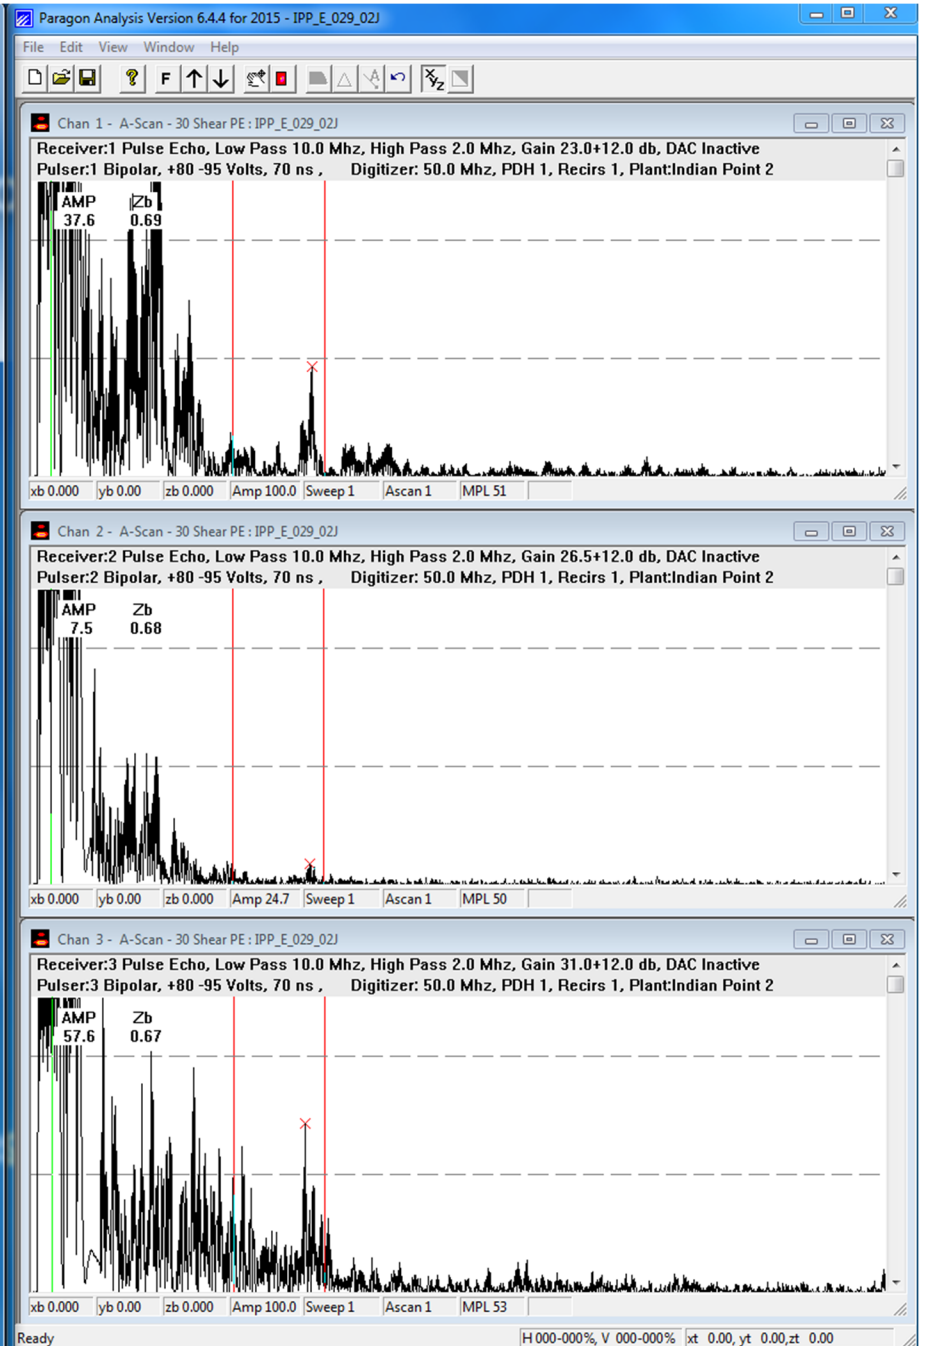 Paragon Analysis Version 6.4.4 for 2015 - IPP_E_029_02J
File Edit View Window Help
F
Chan 1 - A-Scan - 30 Shear PE : IPP_E_029_02J
Receiver:1 Pulse Echo, Low Pass 10.0 Mhz, High Pass 2.0 Mhz, Gain 23.0+12.0 db, DAC Inactive
Pulser:1 Bipolar, +80 -95 Volts, 70 ns , Digitizer: 50.0 Mhz, PDH 1, Recirs 1, Plant:Indian Point 2
AMP Zb
37.6 0.69
xb 0.000 yb 0.00 zb 0.000 Amp 100.0 Sweep 1 Ascan 1 MPL 51
Chan 2 - A-Scan - 30 Shear PE : IPP_E_029_02J
Receiver:2 Pulse Echo, Low Pass 10.0 Mhz, High Pass 2.0 Mhz, Gain 26.5+12.0 db, DAC Inactive
Pulser:2 Bipolar, +80 -95 Volts, 70 ns , Digitizer: 50.0 Mhz, PDH 1, Recirs 1, Plant:Indian Point 2
AMP Zb
7.5 0.68
xb 0.000 yb 0.00 zb 0.000 Amp 24.7 Sweep 1 Ascan 1 MPL 50
Chan 3 - A-Scan - 30 Shear PE : IPP_E_029_02J
Receiver:3 Pulse Echo, Low Pass 10.0 Mhz, High Pass 2.0 Mhz, Gain 31.0+12.0 db, DAC Inactive
Pulser:3 Bipolar, +80 -95 Volts, 70 ns , Digitizer: 50.0 Mhz, PDH 1, Recirs 1, Plant:Indian Point 2
AMP Zb
57.6 0.67
xb 0.000 yb 0.00 zb 0.000 Amp 100.0 Sweep 1 Ascan 1 MPL 53
Ready H 000-000%, V 000-000% xt 0.00, yt 0.00,zt 0.00